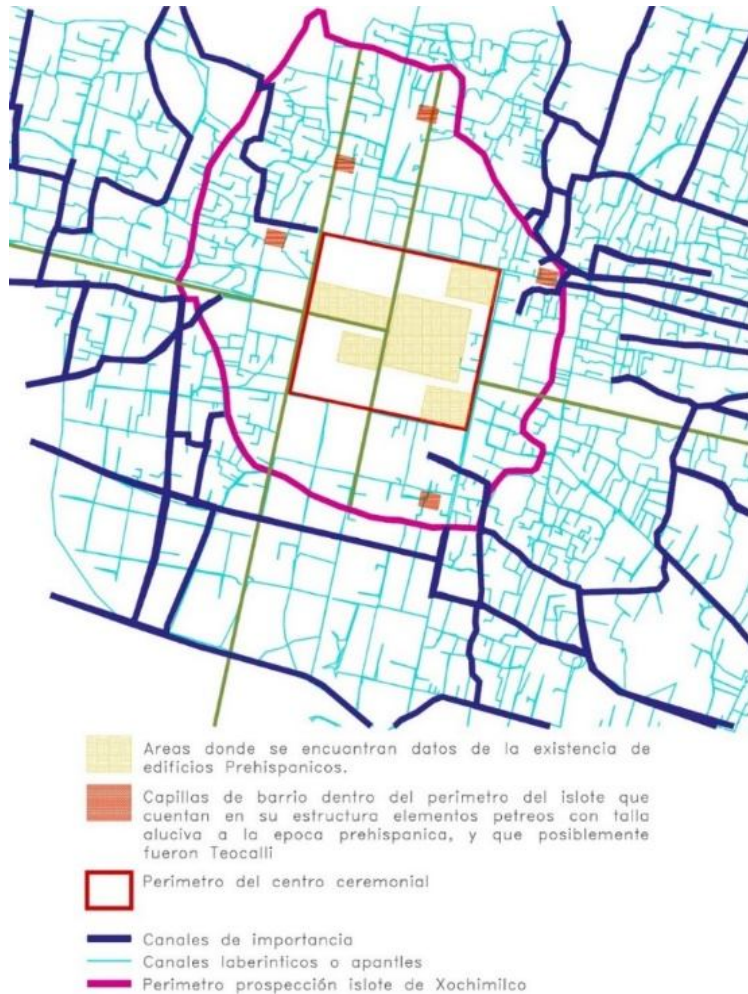 Areas donde se encuantran datos de la existencia de
edificios Prehispanicos.
Capillas de barrio dentro del perimetro del islote que
cuentan en su estructura elementos petreos con talla
aluciva a la epoca prehispanica, y que posiblemente
fueron Teocalli
Perimetro del centro ceremonial
Canales de importancia
Canales laberinticos o apantles
Perimetro prospección islote de Xochimilco